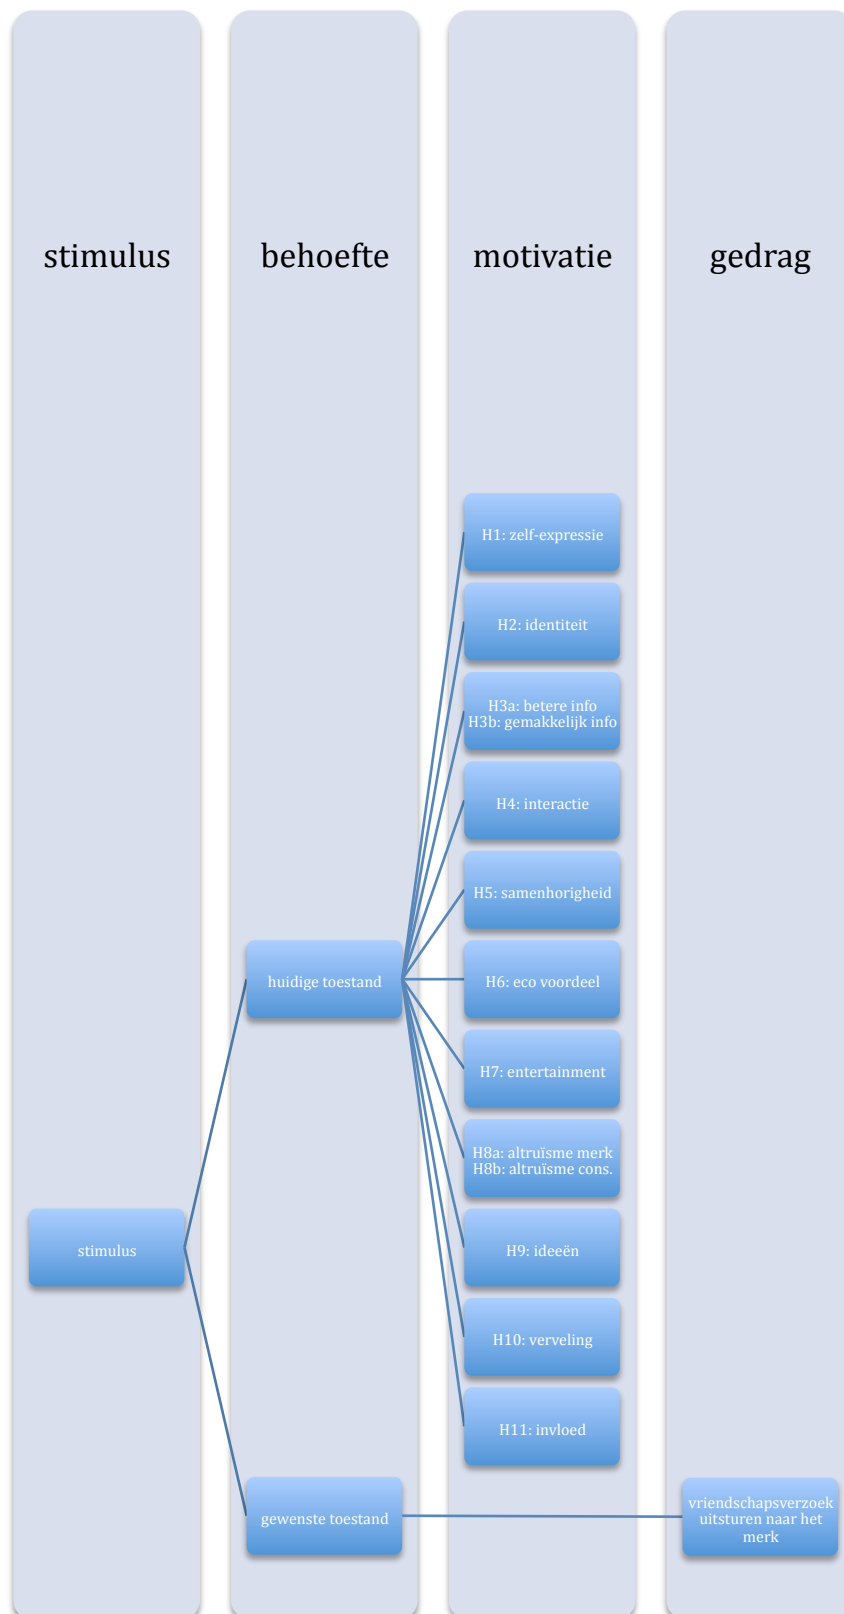 stimulus
behoefte
motivatie
gedrag
H1: zelf-expressie
H2: identiteit
H3a: betere info
H3b: gemakkelijk info
H4: interactie
H5: samenhorigheid
huidige toestand
H6: eco voordeel
H7: entertainment
H8a: altruïsme merk
H8b: altruïsme cons.
stimulus
H9: ideeën
H10: verveling
H11: invloed
gewenste toestand
vriendschapsverzoek
uitsturen naar het
merk